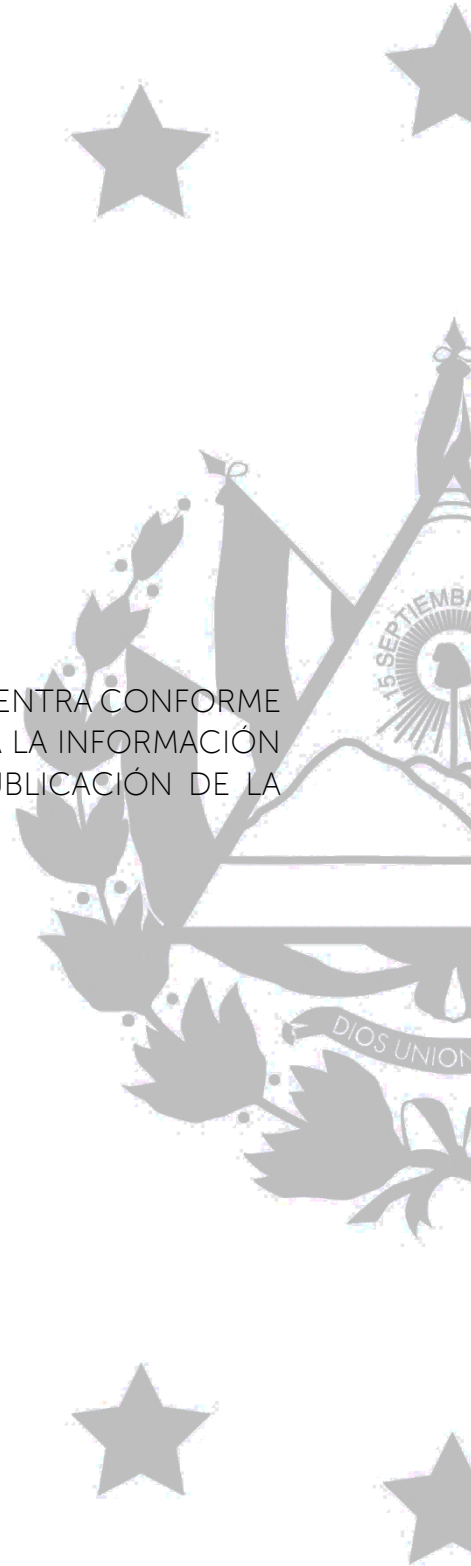 15 SEPTIEMB
ENTRA CONFORME
A LA INFORMACIÓN
UBLICACIÓN DE LA
DIOS UNION